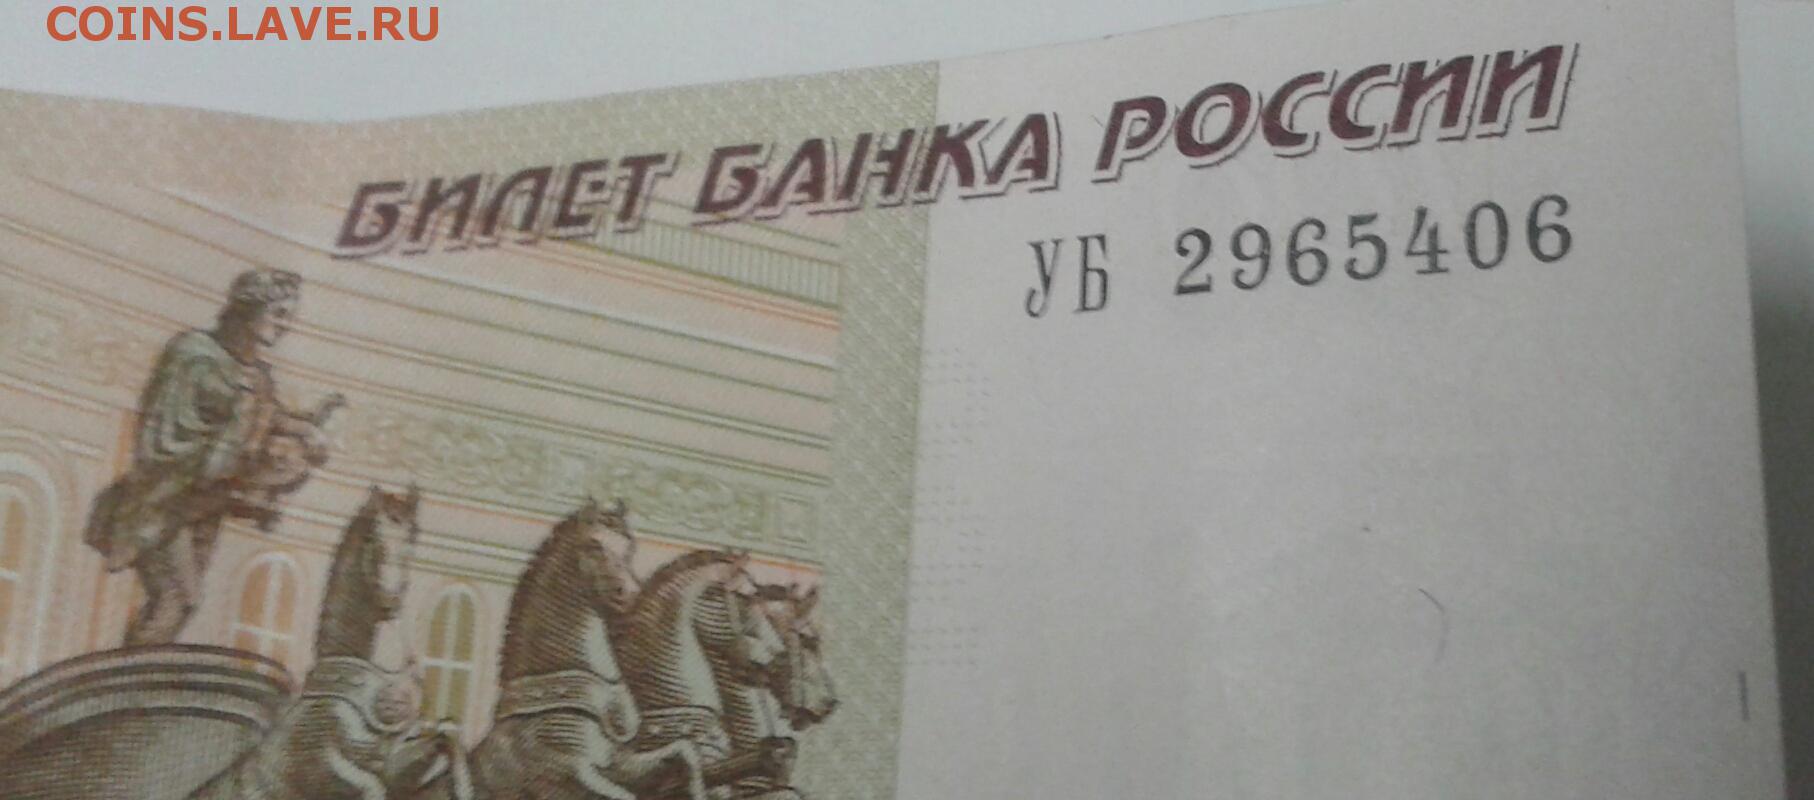 COINS.LAVE.RU
БИЛЕТ БАНКА РОССИИ
УБ 2965406